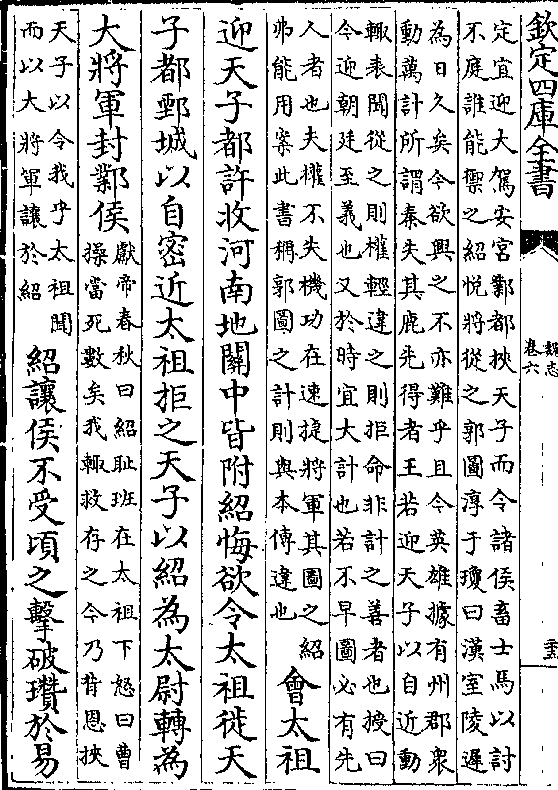 欽定四庫全書
魏志
卷六
定宜迎大駕安宮鄴都挾天子而令諸侯畜士馬以討
不庭誰能禦之紹悅將從之郭圖淳于瓊曰漢室陵遲
為日久矣今欲興之不亦難乎且今英雄據有州郡衆
動萬計所謂秦失其鹿先得者王若迎天子以自近動
輒表聞從之則權輕違之則拒命非計之善者也授曰
今迎朝廷至義也又於時宜大計也若不早圖必有先
人者也夫權不失機功在速捷將軍其圖之紹
弗能用案此書稱郭圖之計則與本傳違也
會太祖
迎天子都許收河南地關中皆附紹悔欲令太祖徙天
子都鄄城以自密近太祖拒之天子以紹為太尉轉為
大將軍封鄴侯
獻帝春秋曰紹耻班在太祖下怒曰曹
操當死數矣我輒救存之今乃背恩挾
天子以令我乎太祖聞
而以大將軍讓於紹
紹讓侯不受頃之擊破瓚於易